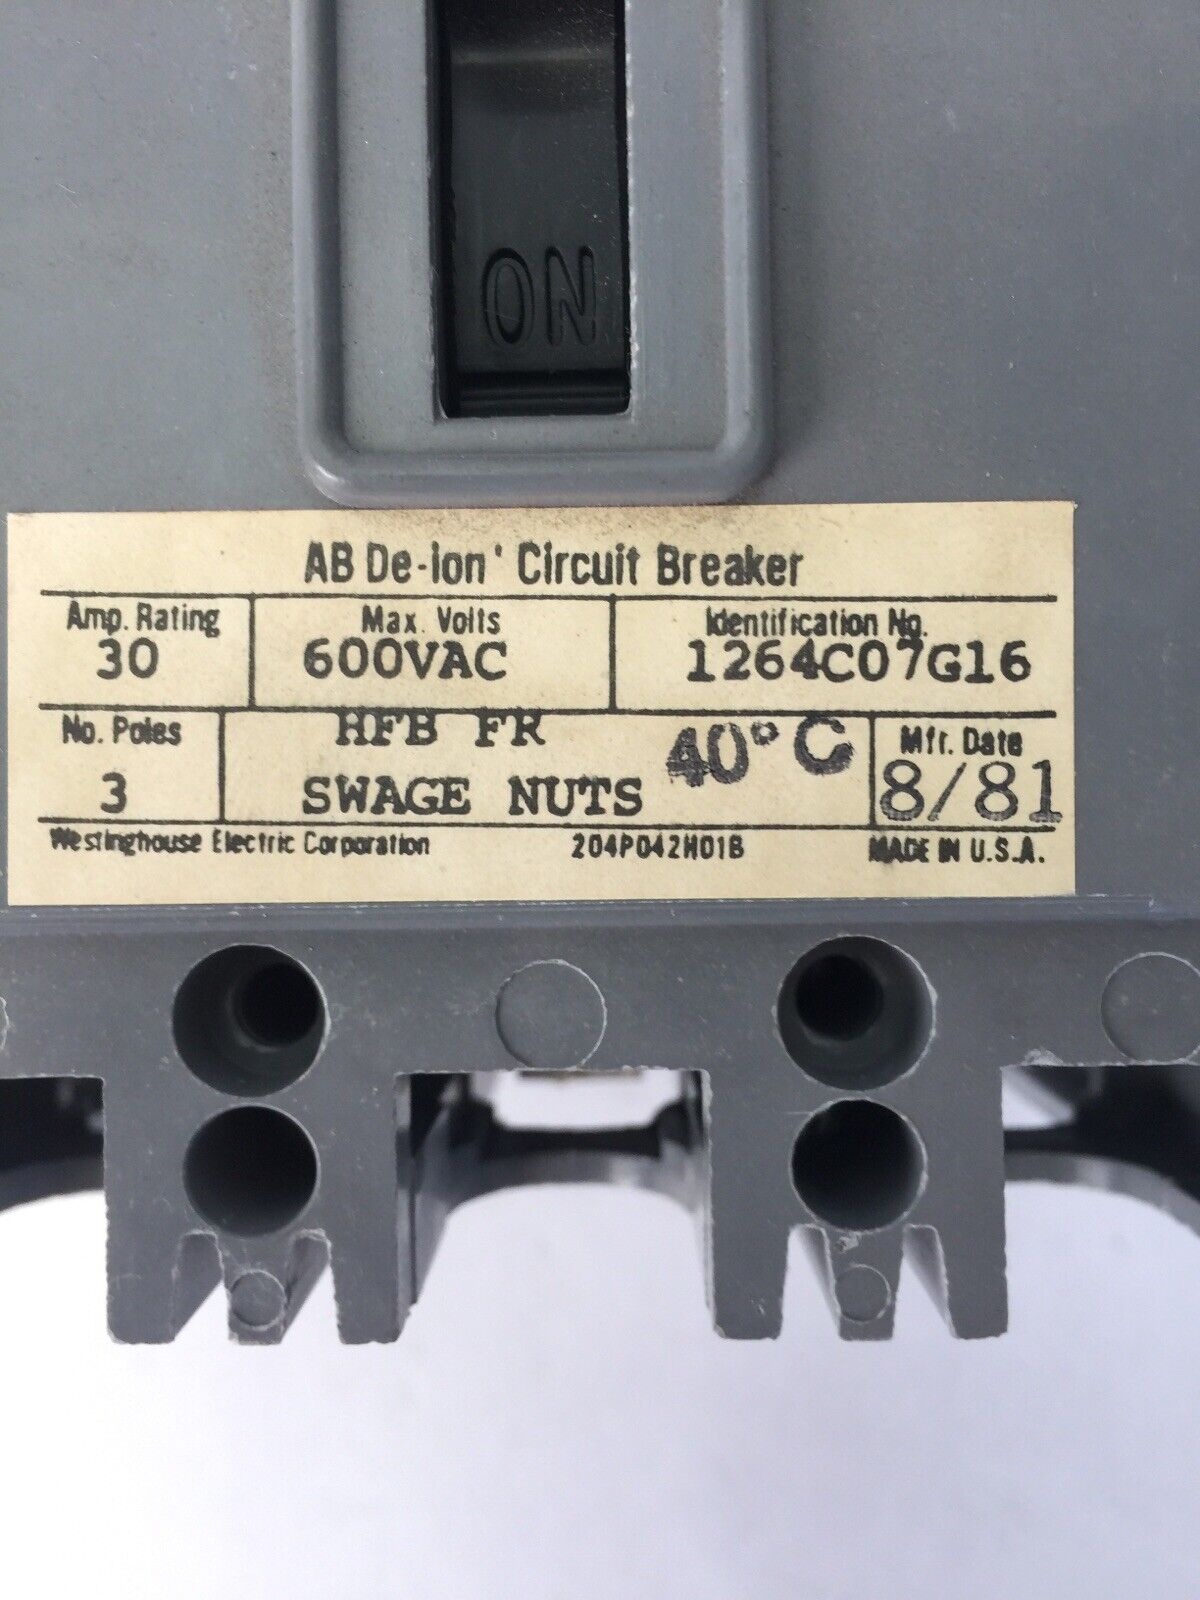 ON
AB De-ion' Circuit Breaker
Amp. Rating Max. Volts Identification No.
30 600VAC 1264C07G16
No. Poles HFB FR 40°C Mfr. Date
3 SWAGE NUTS 8/81
Westinghouse Electric Corporation 204P042H01B MADE IN U.S.A.